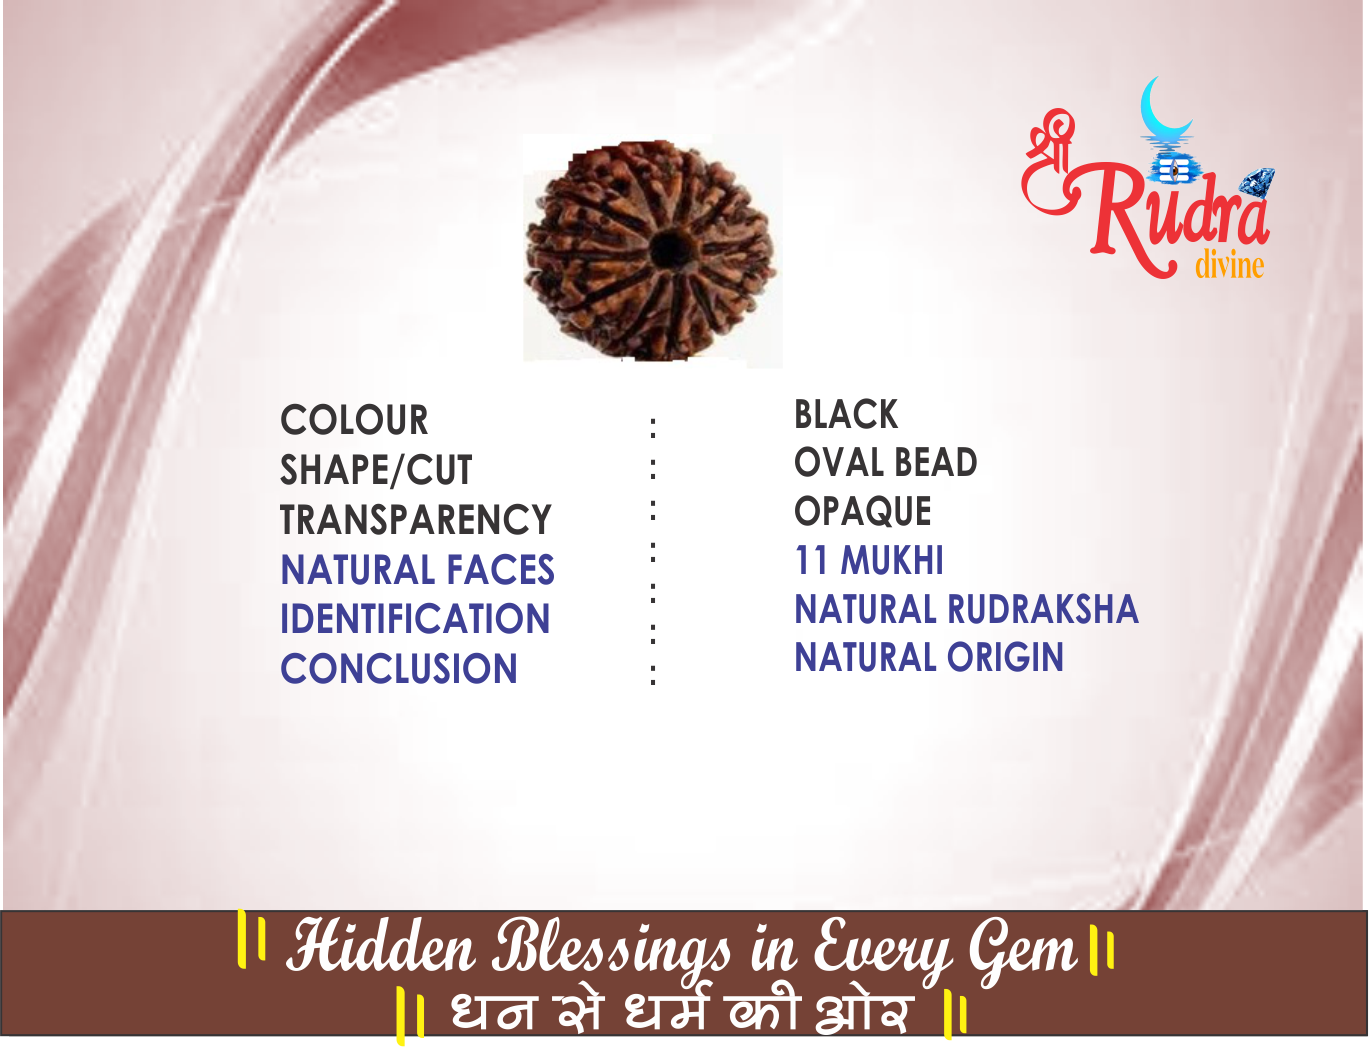 श्री
Rudra
divine
COLOUR : BLACK
SHAPE/CUT : OVAL BEAD
TRANSPARENCY : OPAQUE
NATURAL FACES : 11 MUKHI
IDENTIFICATION : NATURAL RUDRAKSHA
CONCLUSION : NATURAL ORIGIN
:
|| Hidden Blessings in Every Gem ||
|| धन से धर्म की ओर ||